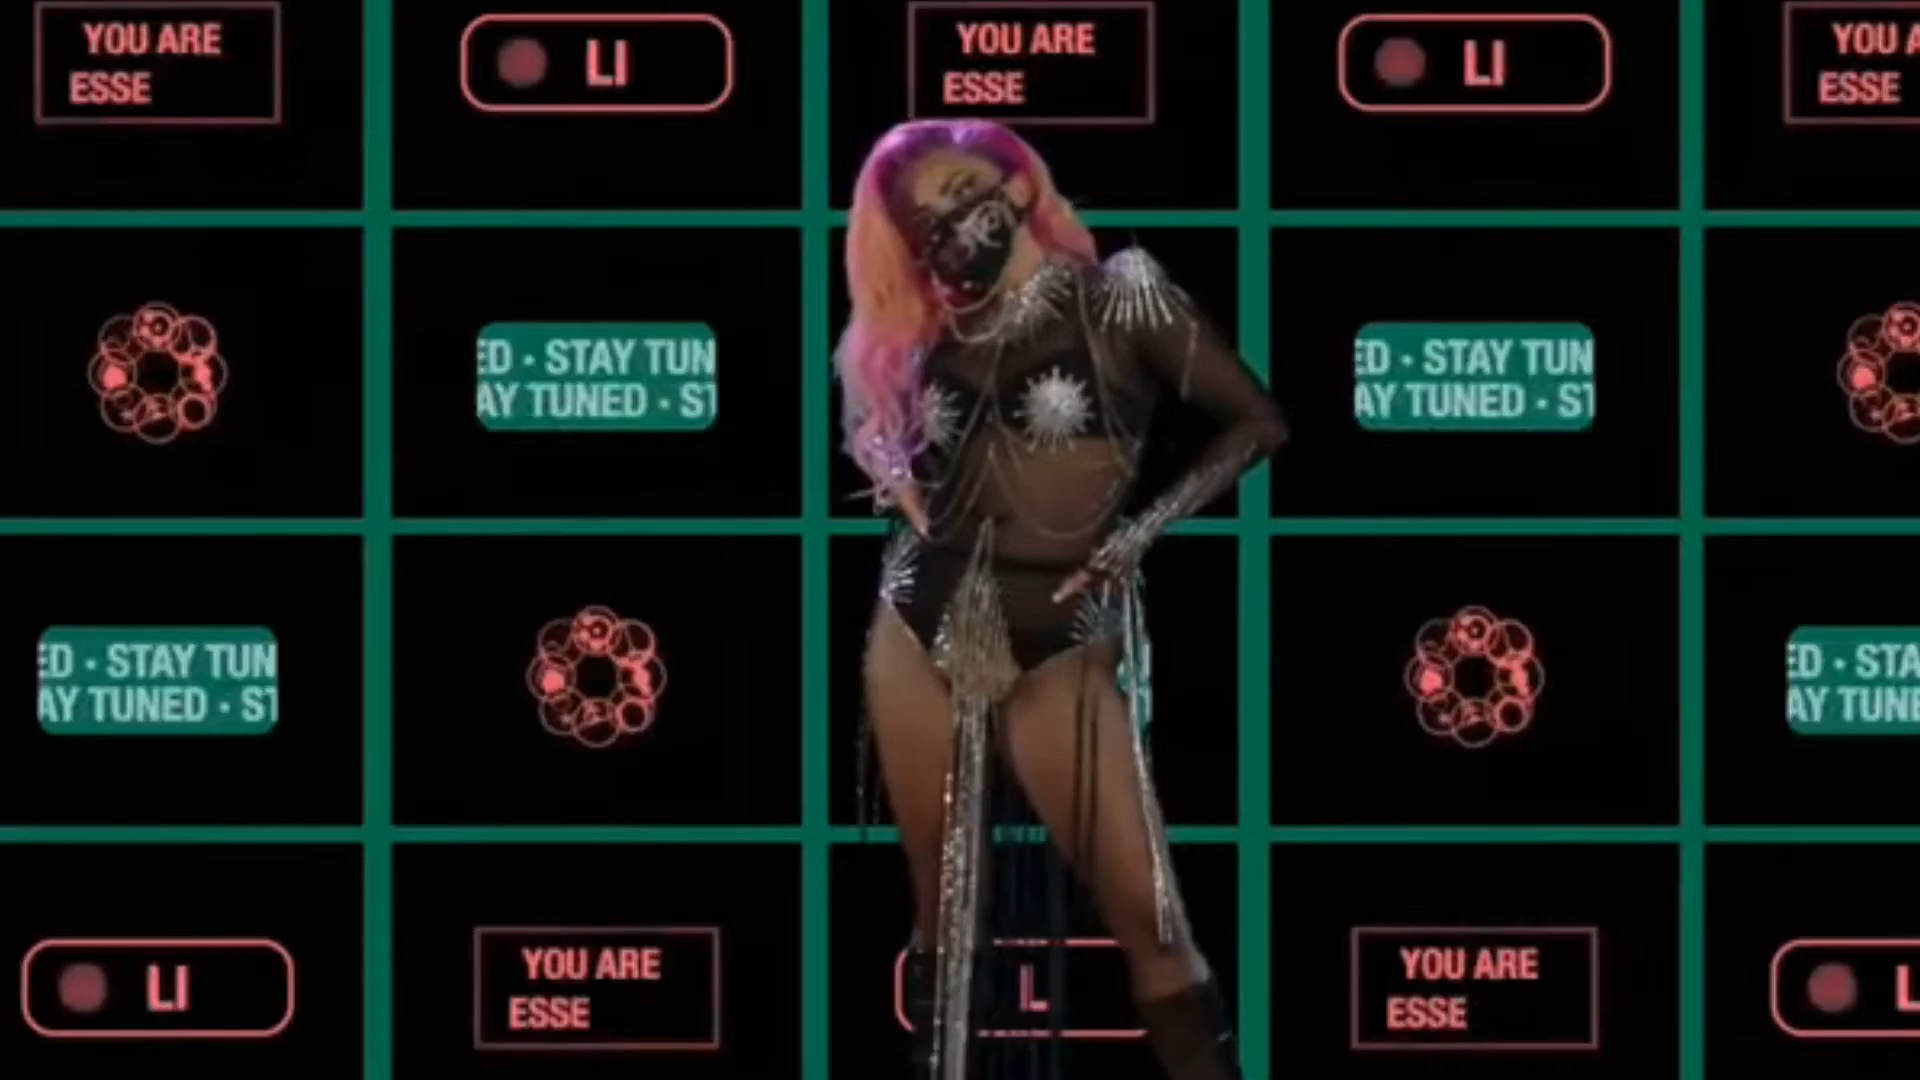 YOU ARE
ESSE
LI
YOU ARE
ESSE
LI
YOU A
ESSE
ED · STAY TUN
AY TUNED · ST
ED · STAY TUN
AY TUNED · ST
ED · STAY TUN
AY TUNED · ST
ED · STA
AY TUNE
LI
YOU ARE
ESSE
L
YOU ARE
ESSE
L